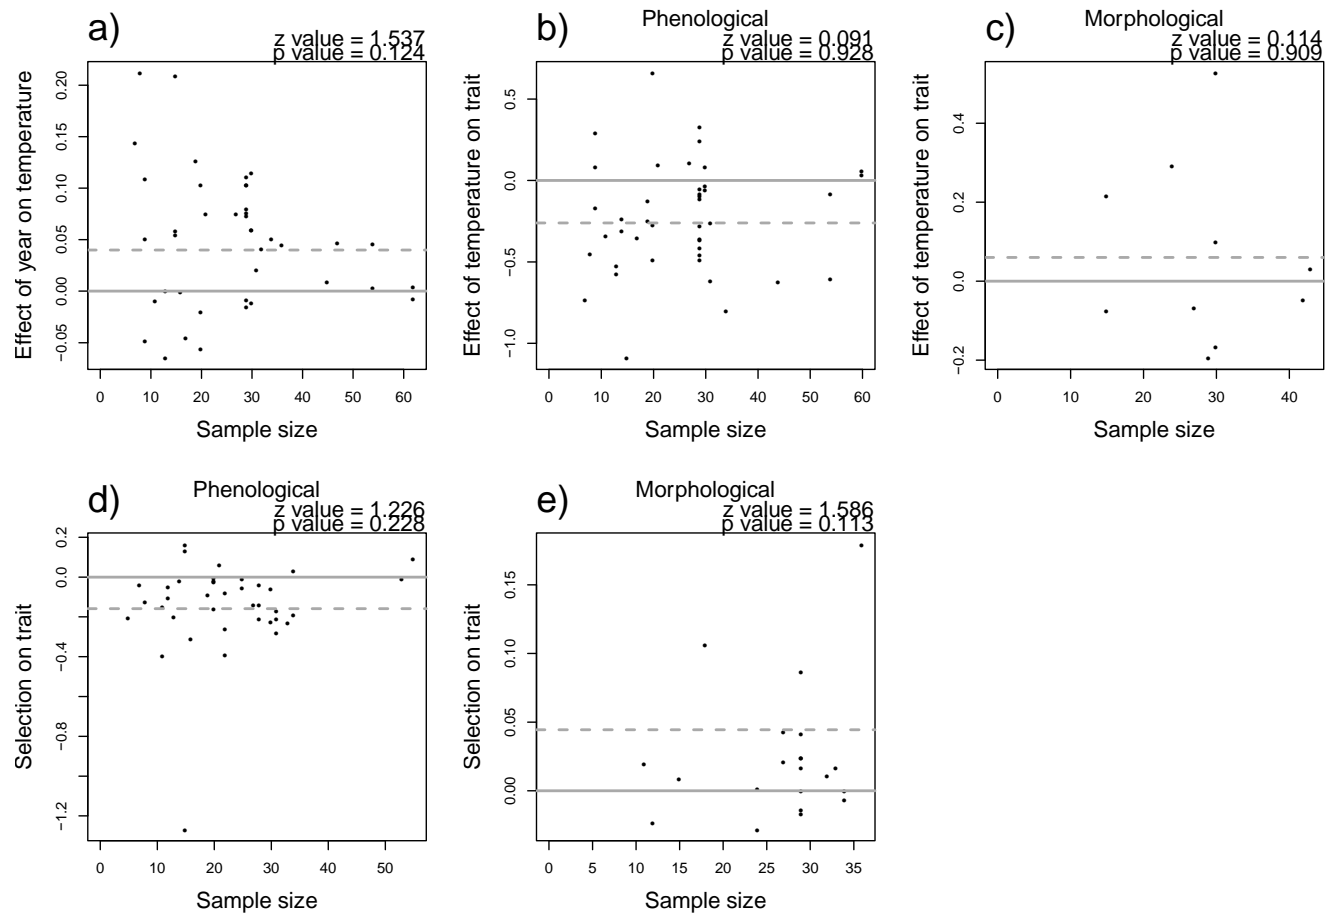 a)
z value = 1.537
p value = 0.124
Effect of year on temperature
0.20
0.15
0.10
0.05
0.00
−0.05
0 10 20 30 40 50 60
Sample size
b)
Phenological
z value = 0.091
p value = 0.928
Effect of temperature on trait
0.5
0.0
−0.5
−1.0
0 10 20 30 40 50 60
Sample size
c)
Morphological
z value = 0.114
p value = 0.909
Effect of temperature on trait
0.4
0.2
0.0
−0.2
0 10 20 30 40
Sample size
d)
Phenological
z value = 1.226
p value = 0.228
Selection on trait
0.2
0.0
−0.4
−0.8
−1.2
0 10 20 30 40 50
Sample size
e)
Morphological
z value = 1.586
p value = 0.113
Selection on trait
0.15
0.10
0.05
0.00
0 5 10 15 20 25 30 35
Sample size